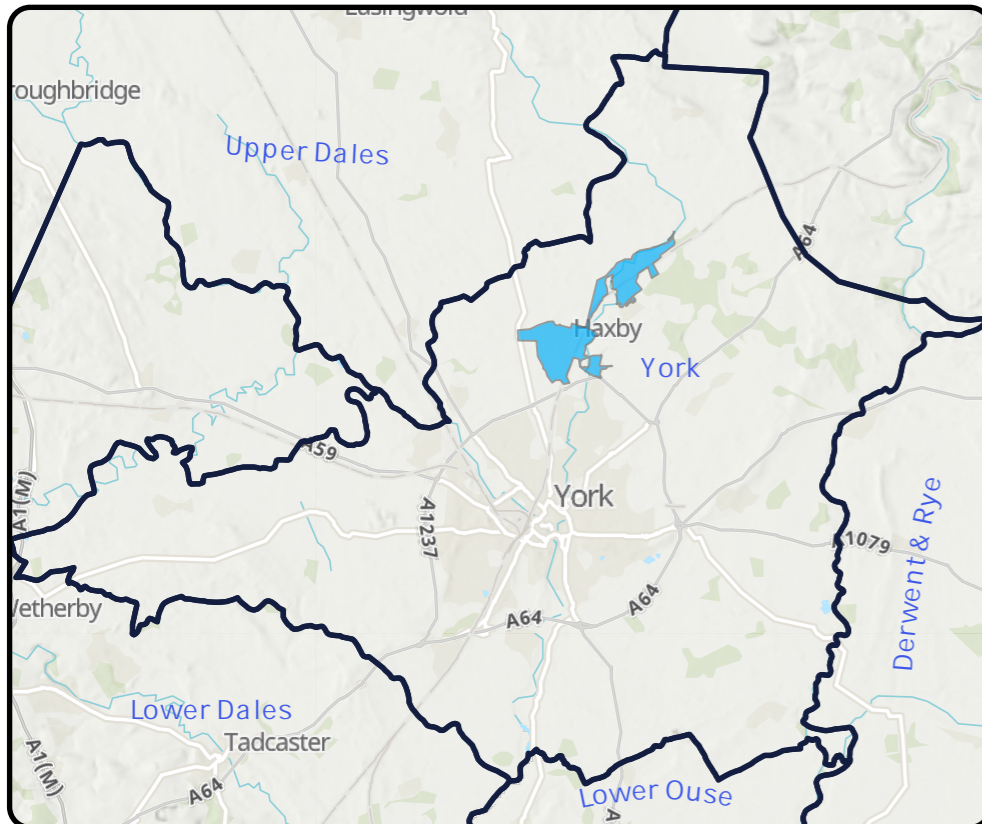 Easingwold
roughbridge
Upper Dales
A64
Haxby
York
A59
A1(M)
York
A1237
A1079
Derwent & Rye
Wetherby
A64
A64
Lower Dales
Tadcaster
A1(M)
A64
Lower Ouse
A